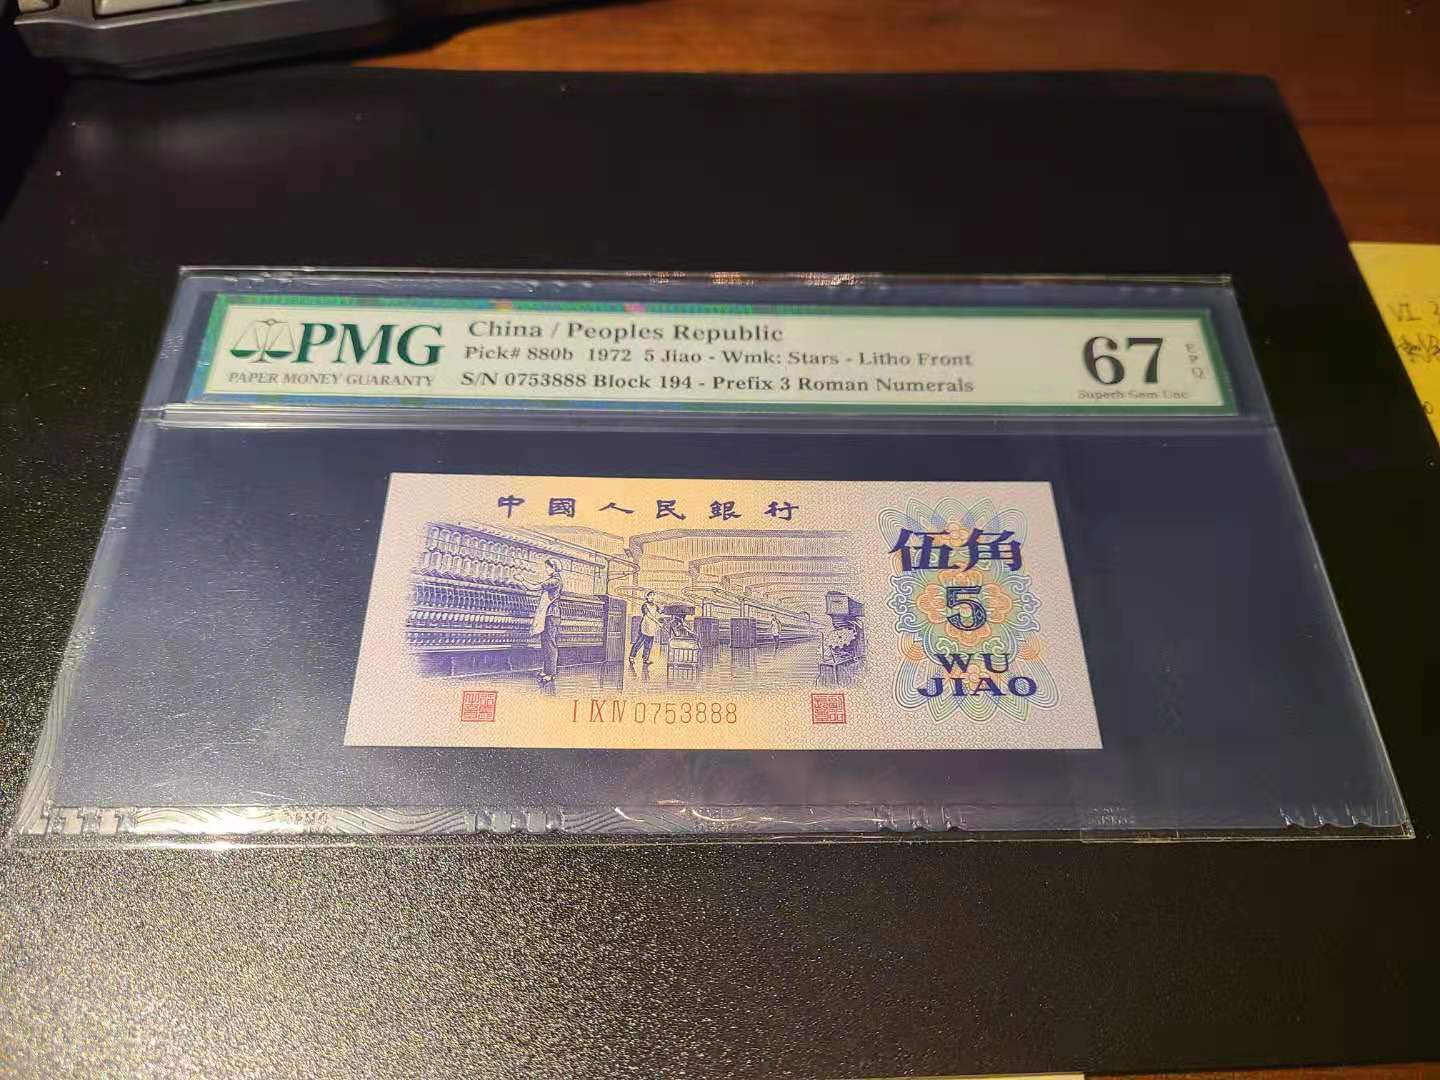 PMG
PAPER MONEY GUARANTY
China / Peoples Republic
Pick# 880b 1972 5 Jiao - Wmk: Stars - Litho Front
S/N 0753888 Block 194 - Prefix 3 Roman Numerals
67
EPQ
Superb Gem Unc
中國人民銀行
伍角
5
WU
JIAO
I IX IV 0753888
VI 3